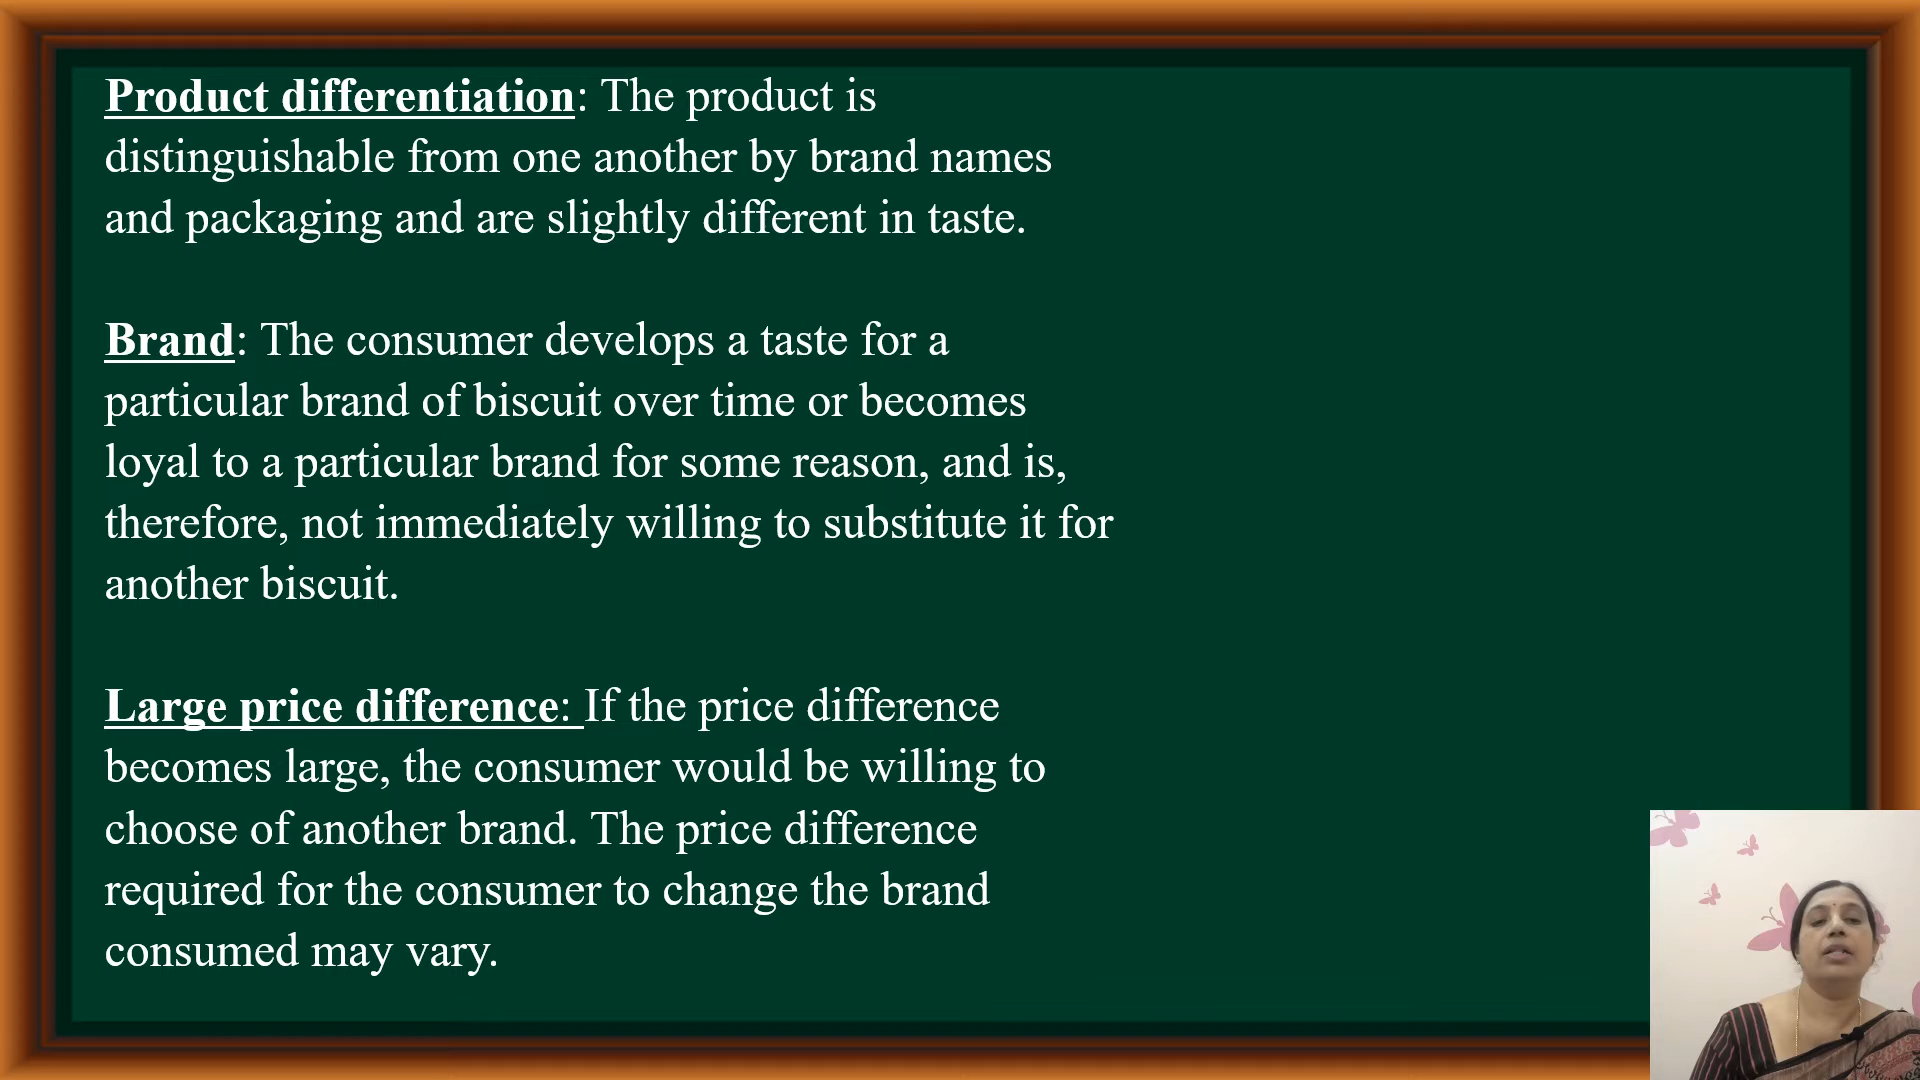 Product differentiation: The product is
distinguishable from one another by brand names
and packaging and are slightly different in taste.
Brand: The consumer develops a taste for a
particular brand of biscuit over time or becomes
loyal to a particular brand for some reason, and is,
therefore, not immediately willing to substitute it for
another biscuit.
Large price difference: If the price difference
becomes large, the consumer would be willing to
choose of another brand. The price difference
required for the consumer to change the brand
consumed may vary.